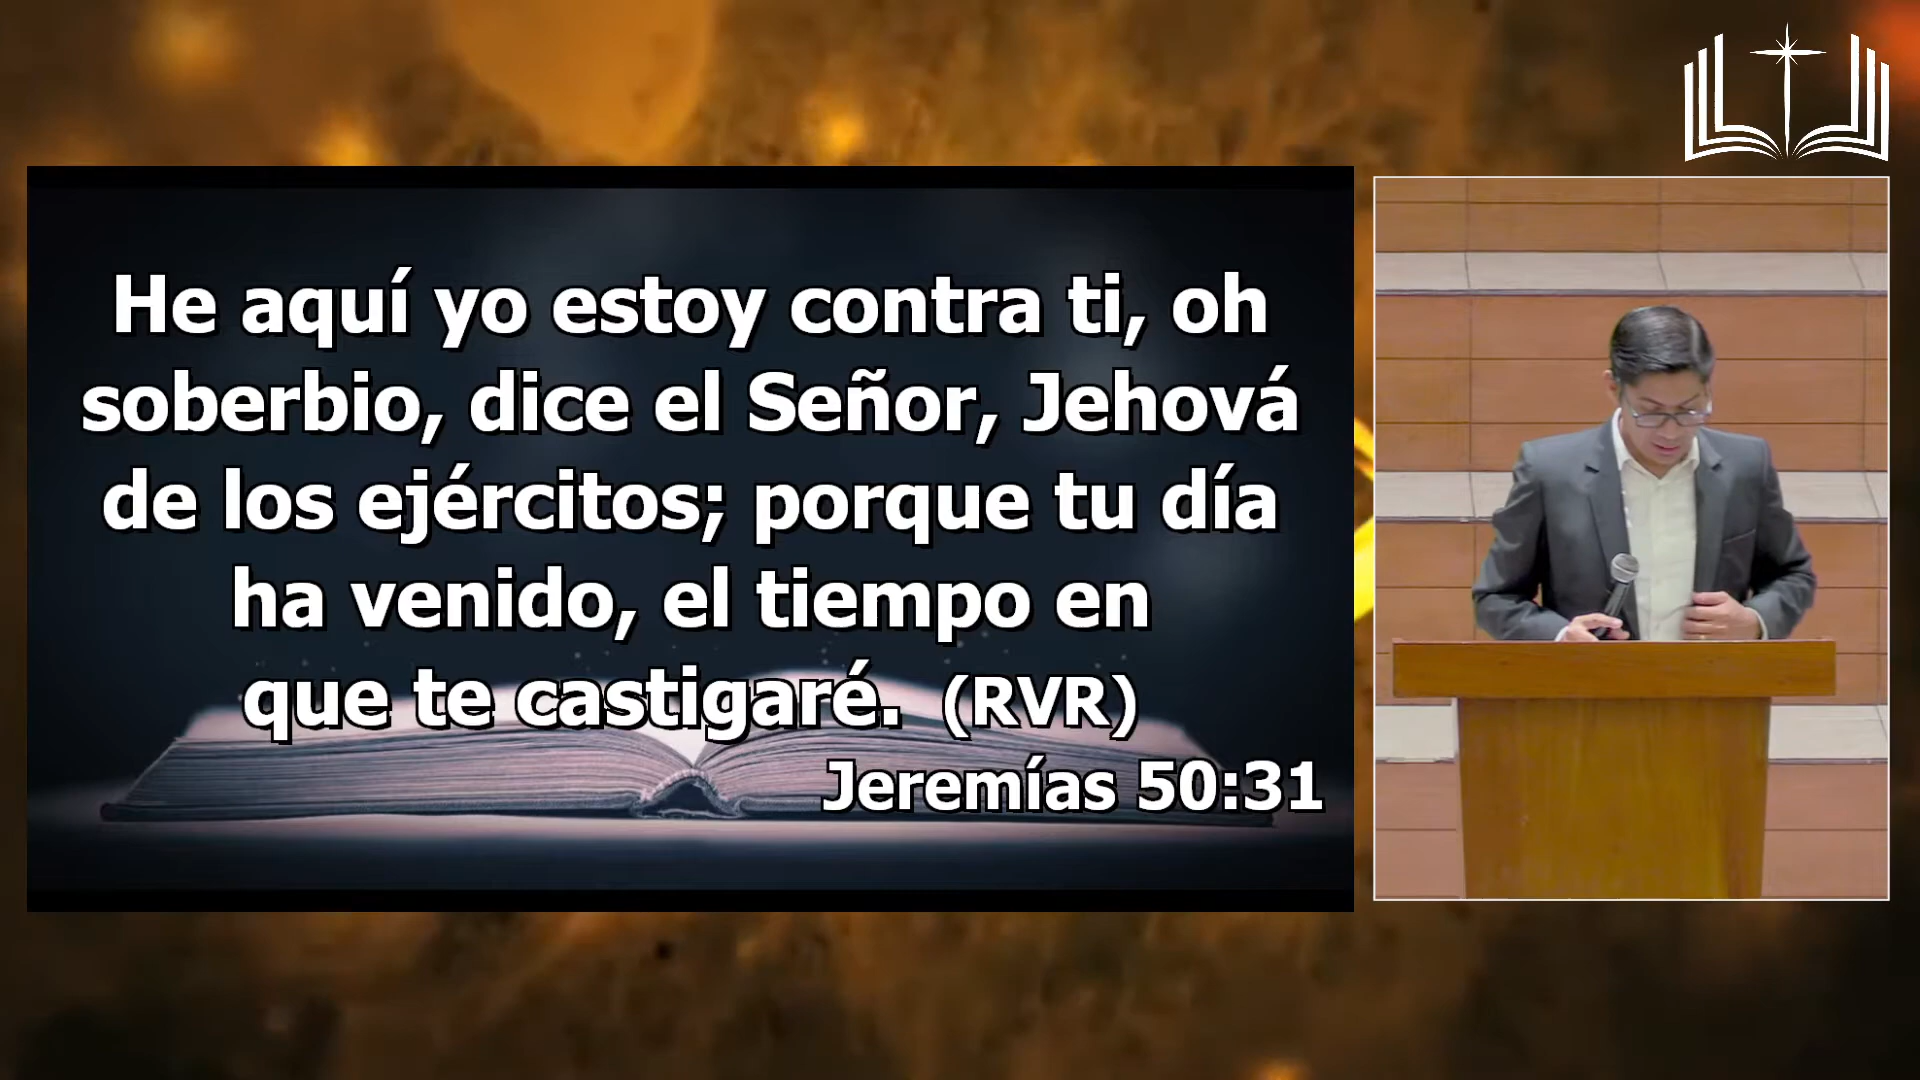 He aquí yo estoy contra ti, oh
soberbio, dice el Señor, Jehová
de los ejércitos; porque tu día
ha venido, el tiempo en
que te castigaré. (RVR)
Jeremías 50:31